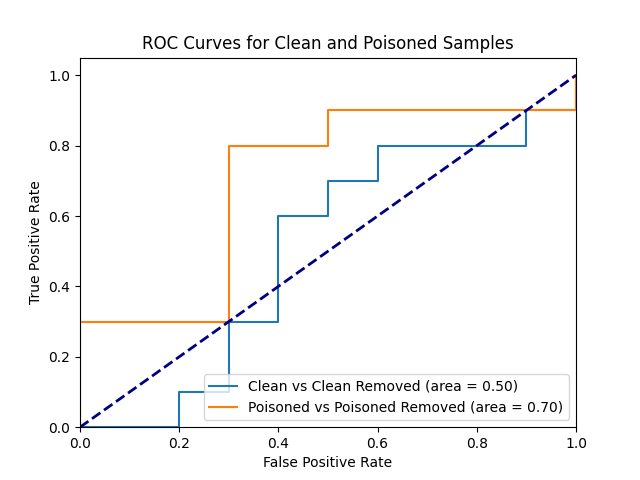 ROC Curves for Clean and Poisoned Samples
1.0
0.8
0.6
0.4
0.2
0.0
True Positive Rate
Clean vs Clean Removed (area = 0.50)
Poisoned vs Poisoned Removed (area = 0.70)
0.0 0.2 0.4 0.6 0.8 1.0
False Positive Rate